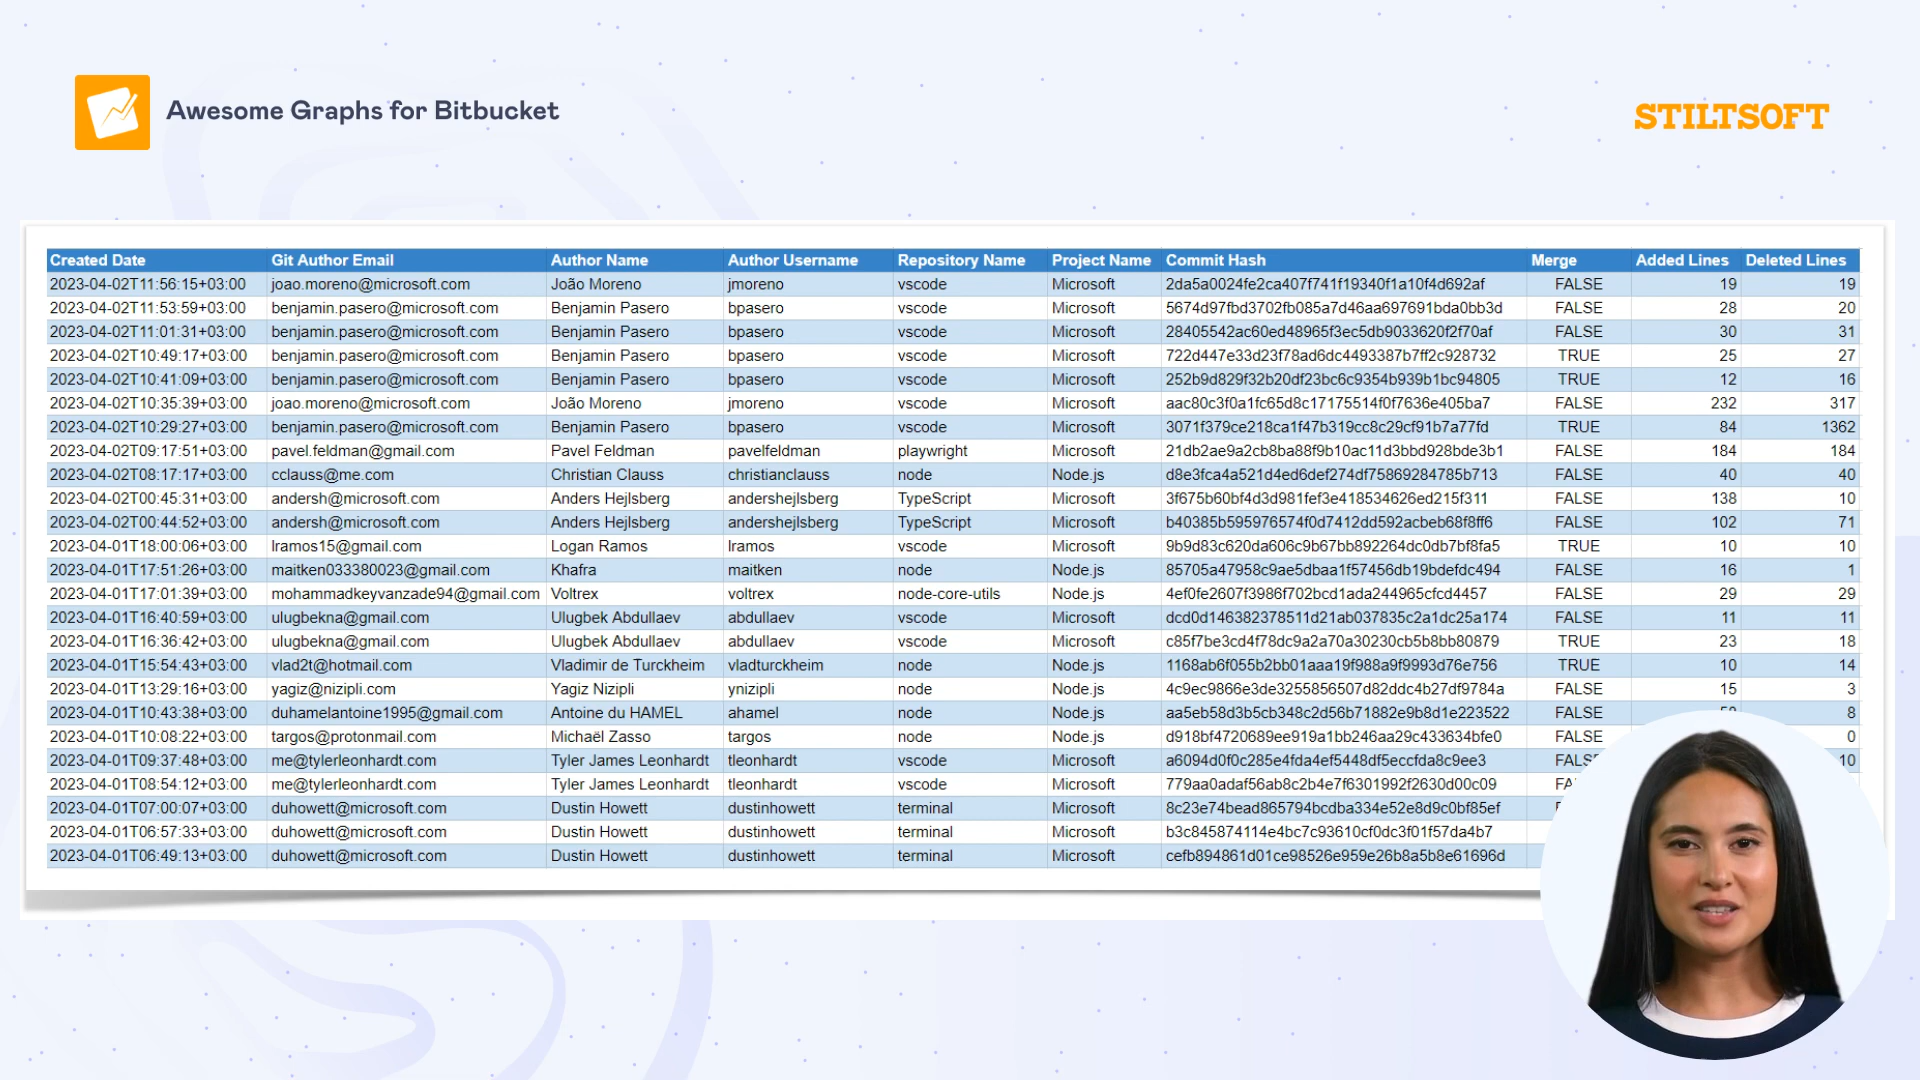 Awesome Graphs for Bitbucket
STILTSOFT
Created Date Git Author Email Author Name Author Username Repository Name Project Name Commit Hash Merge Added Lines Deleted Lines
2023-04-02T11:56:15+03:00 joao.moreno@microsoft.com João Moreno jmoreno vscode Microsoft 2da5a0024fe2ca407f741f19340f1a10f4d692af FALSE 19 19
2023-04-02T11:53:59+03:00 benjamin.pasero@microsoft.com Benjamin Pasero bpasero vscode Microsoft 5674d97fbd3702fb085a7d46aa697691bda0bb3d FALSE 28 20
2023-04-02T11:01:31+03:00 benjamin.pasero@microsoft.com Benjamin Pasero bpasero vscode Microsoft 28405542ac60ed48965f3ec5db9033620f2f70af FALSE 30 31
2023-04-02T10:49:17+03:00 benjamin.pasero@microsoft.com Benjamin Pasero bpasero vscode Microsoft 722d447e33d23f78ad6dc4493387b7ff2c928732 TRUE 25 27
2023-04-02T10:41:09+03:00 benjamin.pasero@microsoft.com Benjamin Pasero bpasero vscode Microsoft 252b9d829f32b20df23bc6c9354b939b1bc94805 TRUE 12 16
2023-04-02T10:35:39+03:00 joao.moreno@microsoft.com João Moreno jmoreno vscode Microsoft aac80c3f0a1fc65d8c17175514f0f7636e405ba7 FALSE 232 317
2023-04-02T10:29:27+03:00 benjamin.pasero@microsoft.com Benjamin Pasero bpasero vscode Microsoft 3071f379ce218ca1f47b319cc8c29cf91b7a77fd TRUE 84 1362
2023-04-02T09:17:51+03:00 pavel.feldman@gmail.com Pavel Feldman pavelfeldman playwright Microsoft 21db2ae9a2cb8ba88f9b10ac11d3bbd928bde3b1 FALSE 184 184
2023-04-02T08:17:17+03:00 cclauss@me.com Christian Clauss christianclauss node Node.js d8e3fca4a521d4ed6def274df75869284785b713 FALSE 40 40
2023-04-02T00:45:31+03:00 andersh@microsoft.com Anders Hejlsberg andershejlsberg TypeScript Microsoft 3f675b60bf4d3d981fef3e418534626ed215f311 FALSE 138 10
2023-04-02T00:44:52+03:00 andersh@microsoft.com Anders Hejlsberg andershejlsberg TypeScript Microsoft b40385b595976574f0d7412dd592acbeb68f8ff6 FALSE 102 71
2023-04-01T18:00:06+03:00 lramos15@gmail.com Logan Ramos lramos vscode Microsoft 9b9d83c620da606c9b67bb892264dc0db7bf8fa5 TRUE 10 10
2023-04-01T17:51:26+03:00 maitken033380023@gmail.com Khafra maitken node Node.js 85705a47958c9ae5dbaa1f57456db19bdefdc494 FALSE 16 1
2023-04-01T17:01:39+03:00 mohammadkeyvanzade94@gmail.com Voltrex voltrex node-core-utils Node.js 4ef0fe2607f3986f702bcd1ada244965cfcd4457 FALSE 29 29
2023-04-01T16:40:59+03:00 ulugbekna@gmail.com Ulugbek Abdullaev abdullaev vscode Microsoft dcd0d146382378511d21ab037835c2a1dc25a174 FALSE 11 11
2023-04-01T16:36:42+03:00 ulugbekna@gmail.com Ulugbek Abdullaev abdullaev vscode Microsoft c85f7be3cd4f78dc9a2a70a30230cb5b8bb80879 TRUE 23 18
2023-04-01T15:54:43+03:00 vlad2t@hotmail.com Vladimir de Turckheim vladturckheim node Node.js 1168ab6f055b2bb01aaa19f988a9f9993d76e756 TRUE 10 14
2023-04-01T13:29:16+03:00 yagiz@nizipli.com Yagiz Nizipli ynizipli node Node.js 4c9ec9866e3de3255856507d82ddc4b27df9784a FALSE 15 3
2023-04-01T10:43:38+03:00 duhamelantoine1995@gmail.com Antoine du HAMEL ahamel node Node.js aa5eb58d3b5cb348c2d56b71882e9b8d1e223522 FALSE 8
2023-04-01T10:08:22+03:00 targos@protonmail.com Michaël Zasso targos node Node.js d918bf4720689ee919a1bb246aa29c433634bfe0 FALSE 0
2023-04-01T09:37:48+03:00 me@tylerleonhardt.com Tyler James Leonhardt tleonhardt vscode Microsoft a6094d0f0c285e4fda4ef5448df5eccfda8c9ee3 10
2023-04-01T08:54:12+03:00 me@tylerleonhardt.com Tyler James Leonhardt tleonhardt vscode Microsoft 779aa0adaf56ab8c2b4e7f6301992f2630d00c09
2023-04-01T07:00:07+03:00 duhowett@microsoft.com Dustin Howett dustinhowett terminal Microsoft 8c23e74bead865794bcdba334e52e8d9c0bf85ef
2023-04-01T06:57:33+03:00 duhowett@microsoft.com Dustin Howett dustinhowett terminal Microsoft b3c845874114e4bc7c93610cf0dc3f01f57da4b7
2023-04-01T06:49:13+03:00 duhowett@microsoft.com Dustin Howett dustinhowett terminal Microsoft cefb894861d01ce98526e959e26b8a5b8e61696d